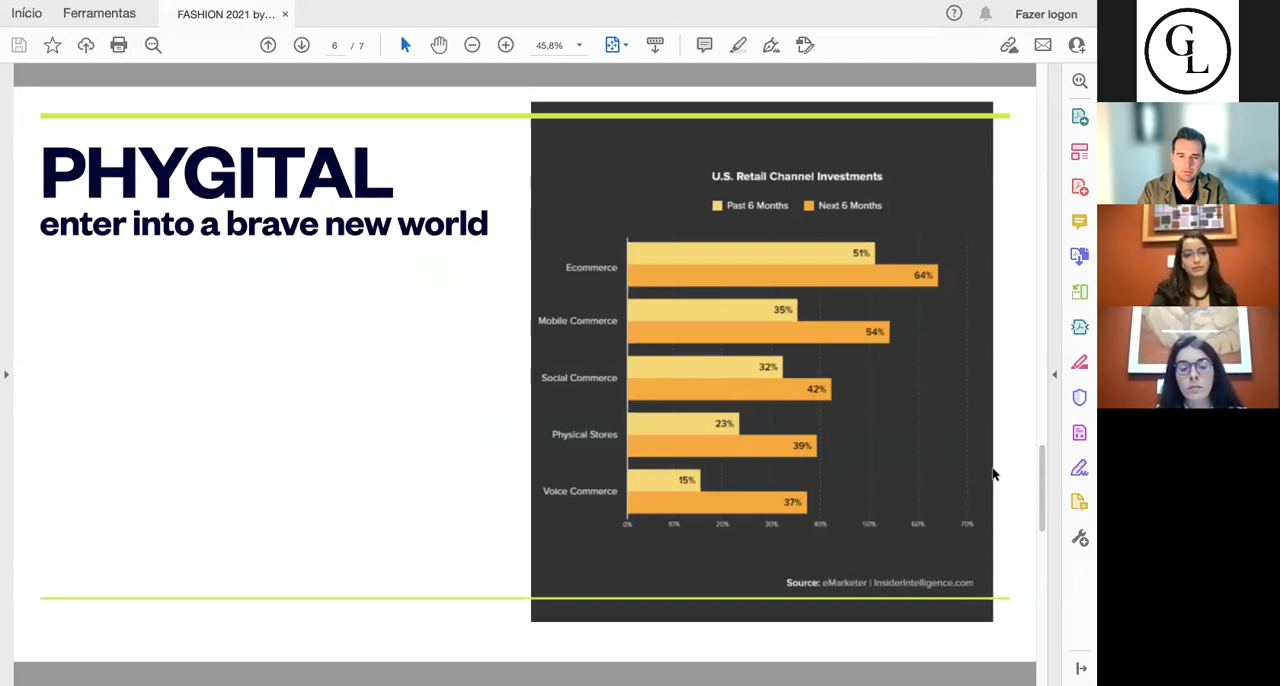 Início Ferramentas FASHION 2021 by... × Fazer logon
6 / 7 45,8%
PHYGITAL
enter into a brave new world
U.S. Retail Channel Investments
Past 6 Months Next 6 Months
Ecommerce 51%
64%
Mobile Commerce 35%
54%
Social Commerce 32%
42%
Physical Stores 23%
39%
Voice Commerce 15%
37%
0% 10% 20% 30% 40% 50% 60% 70%
Source: eMarketer | InsiderIntelligence.com
GL